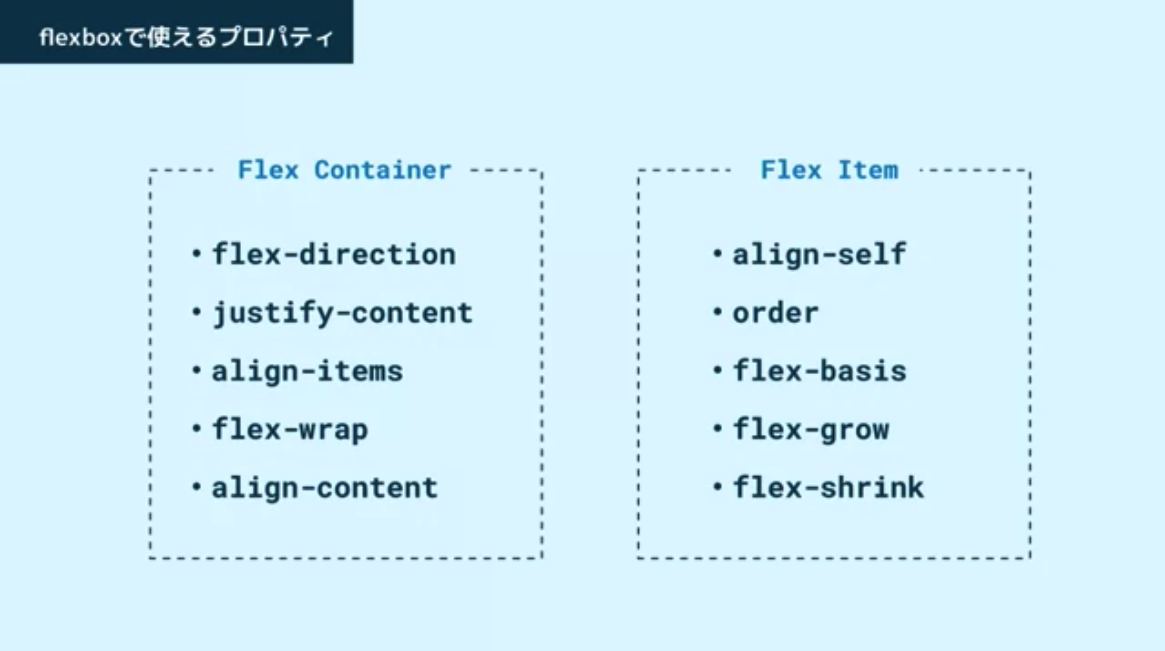 flexboxで使えるプロパティ
Flex Container
・flex-direction
・justify-content
・align-items
・flex-wrap
・align-content
Flex Item
・align-self
・order
・flex-basis
・flex-grow
・flex-shrink